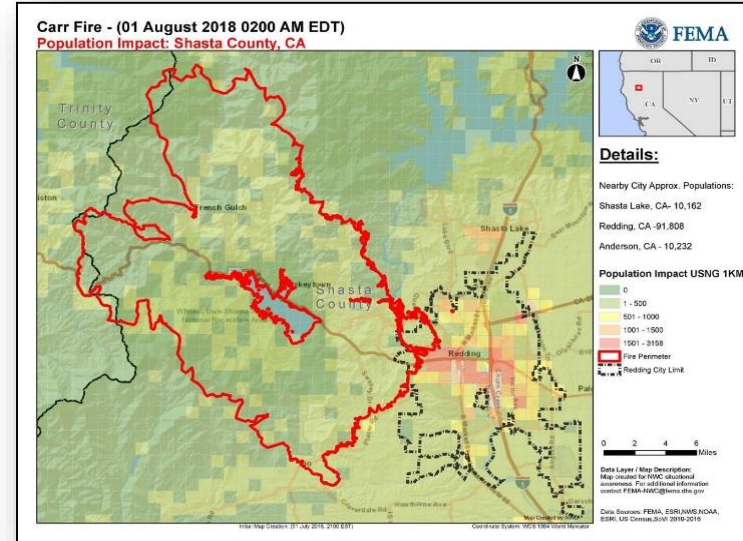 Carr Fire - (01 August 2018 0200 AM EDT)
Population Impact: Shasta County, CA
FEMA
N
OR
ID
CA
NV
UT
Trinity
County
French Gulch
Shasta
County
Shasta Lake
Redding
Details:
Nearby City Approx. Populations:
Shasta Lake, CA- 10,162
Redding, CA -91,808
Anderson, CA - 10,232
Population Impact USNG 1KM
0
1 - 500
501 - 1000
1001 - 1500
1501 - 3158
Fire Perimeter
Redding City Limit
0 2 4 6
Miles
Data Layer / Map Description:
Map created for NWC situational
awareness. For additional information
contact FEMA-NWC@fema.dhs.gov
Data Sources: FEMA, ESRI,NWS,NOAA,
ESRI, US Census,SoVI 2010-2016
Initial Map Creation: (31 July 2018, 2100 EST)
Coordinate System: WGS 1984 World Mercator